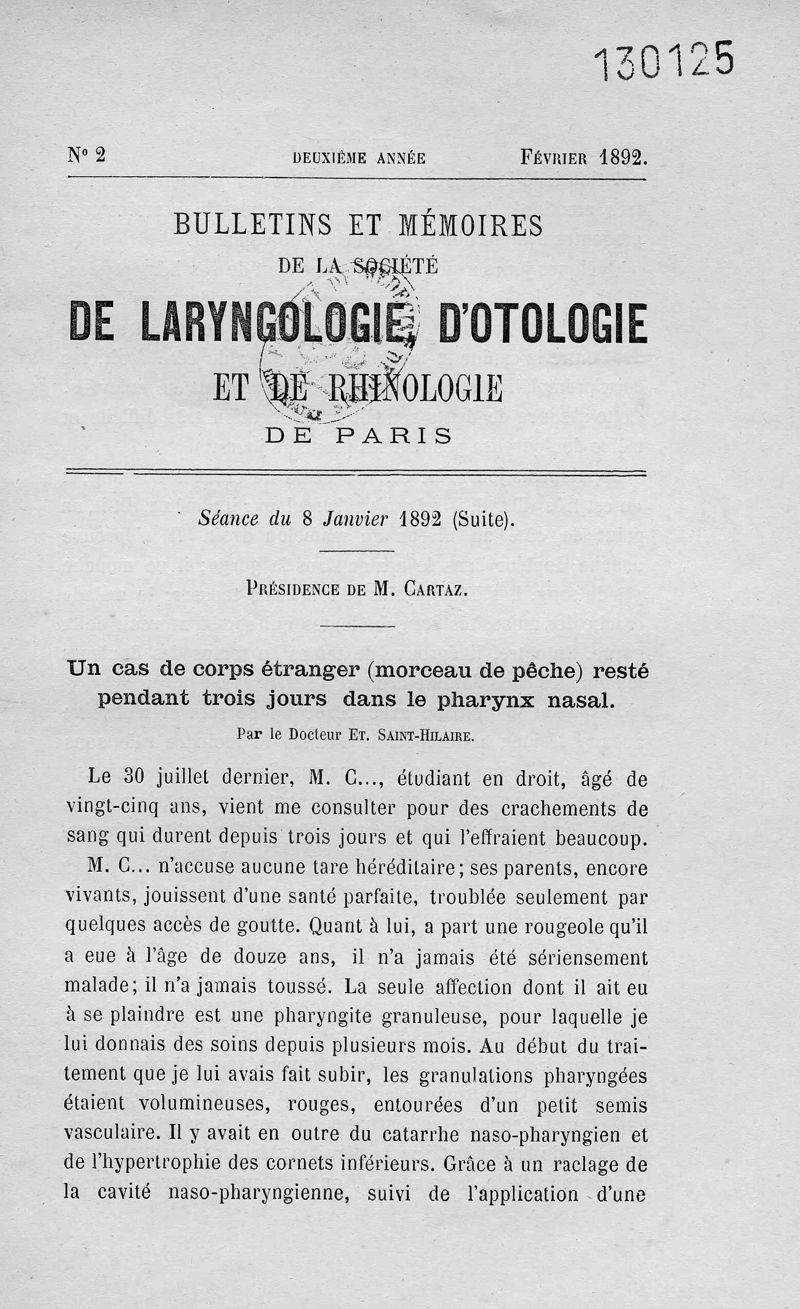 130125
N° 2 DEUXIÈME ANNÉE FÉVRIER 1892.
BULLETINS ET MÉMOIRES
DE LA SOCIÉTÉ
DE LARYNGOLOGIE, D'OTOLOGIE
ET DE RHINOLOGIE
DE PARIS
Séance du 8 Janvier 1892 (Suite).
PRÉSIDENCE DE M. CARTAZ.
Un cas de corps étranger (morceau de pêche) resté
pendant trois jours dans le pharynx nasal.
Par le Docteur ET. SAINT-HILAIRE.
Le 30 juillet dernier, M. C..., étudiant en droit, âgé de
vingt-cinq ans, vient me consulter pour des crachements de
sang qui durent depuis trois jours et qui l'effraient beaucoup.
M. C... n'accuse aucune tare héréditaire; ses parents, encore
vivants, jouissent d'une santé parfaite, troublée seulement par
quelques accès de goutte. Quant à lui, a part une rougeole qu'il
a eue à l'âge de douze ans, il n'a jamais été sériensement
malade; il n'a jamais toussé. La seule affection dont il ait eu
à se plaindre est une pharyngite granuleuse, pour laquelle je
lui donnais des soins depuis plusieurs mois. Au début du trai-
tement que je lui avais fait subir, les granulations pharyngées
étaient volumineuses, rouges, entourées d'un petit semis
vasculaire. Il y avait en outre du catarrhe naso-pharyngien et
de l'hypertrophie des cornets inférieurs. Grâce à un raclage de
la cavité naso-pharyngienne, suivi de l'application d'une